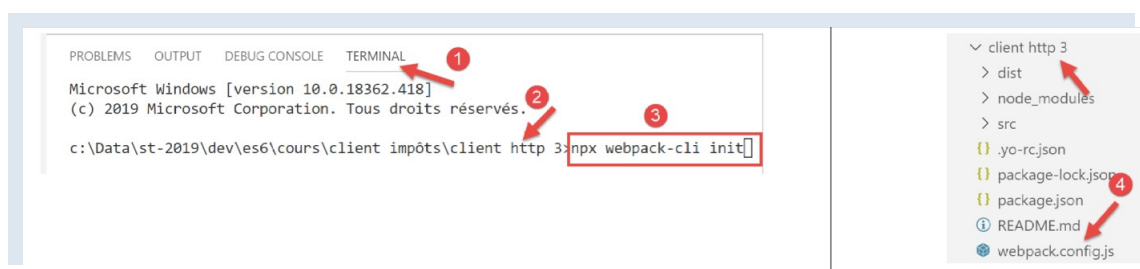 PROBLEMS OUTPUT DEBUG CONSOLE TERMINAL 1
Microsoft Windows [version 10.0.18362.418]
(c) 2019 Microsoft Corporation. Tous droits réservés.
2
3
c:\Data\st-2019\dev\es6\cours\client impôts\client http 3>npx webpack-cli init
client http 3
dist
node_modules
src
{} .yo-rc.json
{} package-lock.json
4
{} package.json
README.md
webpack.config.js